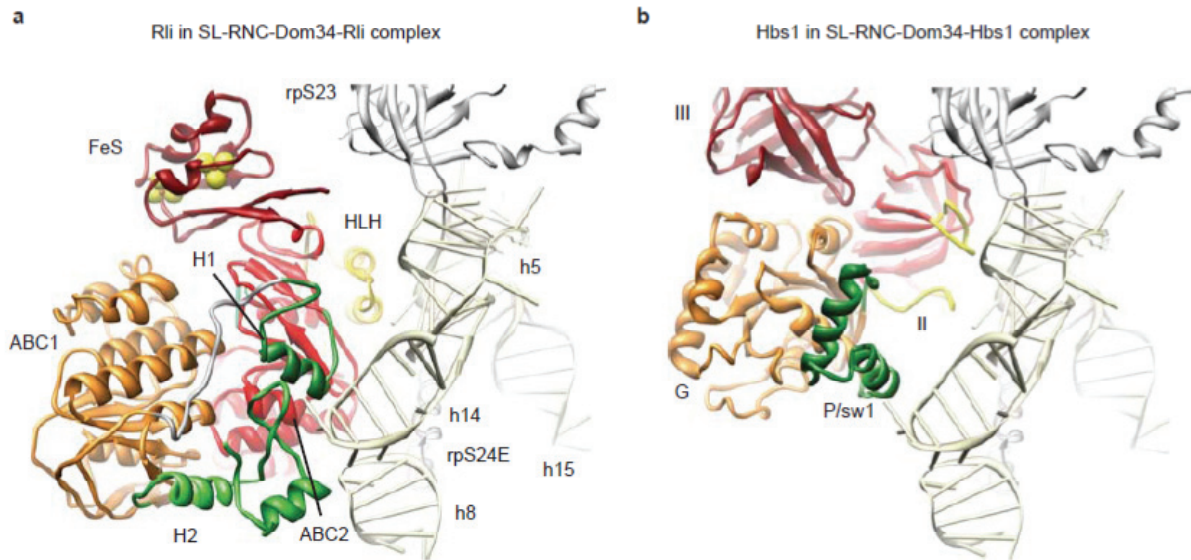 a
Rli in SL-RNC-Dom34-Rli complex
rpS23
FeS
HLH
H1
h5
ABC1
h14
rpS24E
h15
h8
H2
ABC2
b
Hbs1 in SL-RNC-Dom34-Hbs1 complex
III
II
G
P/sw1